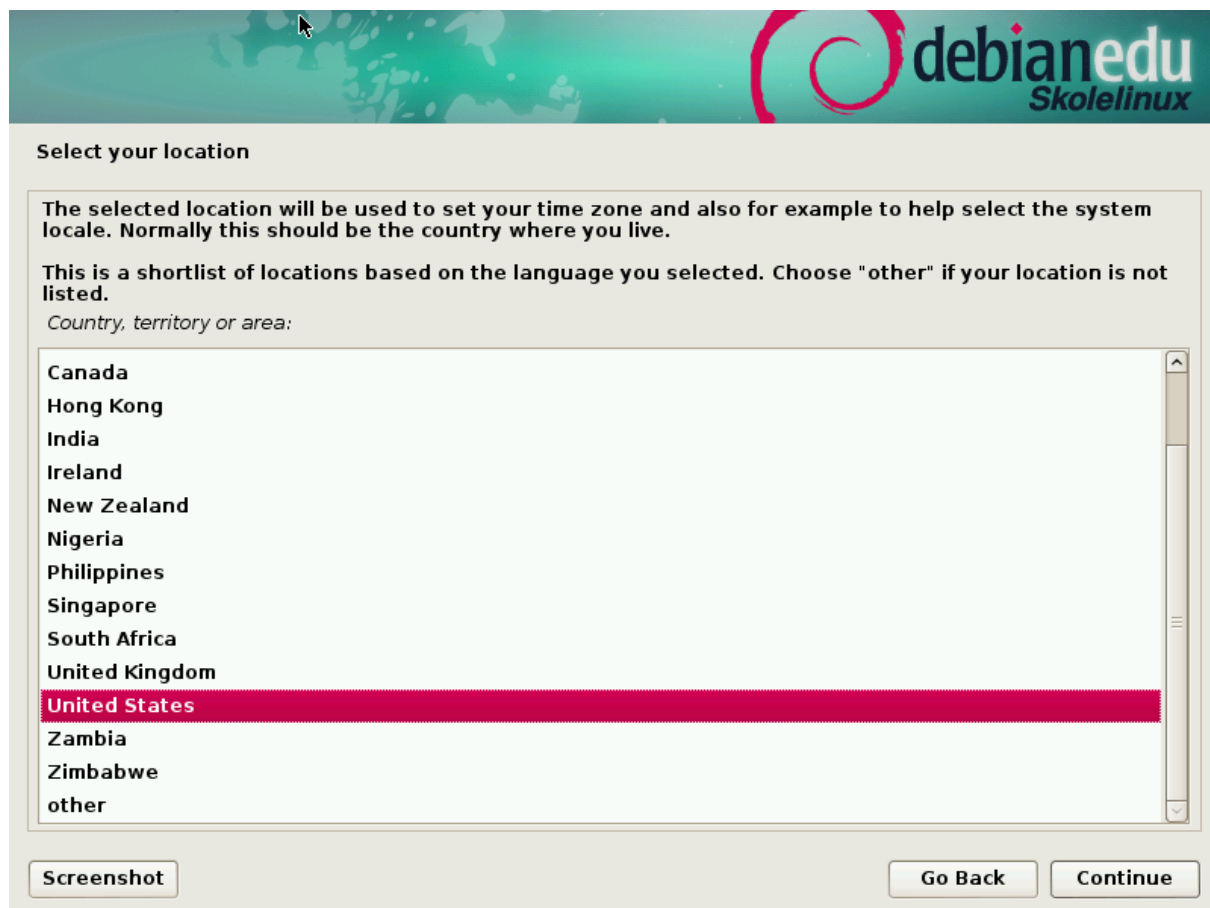 debianedu
Skolelinux
Select your location
The selected location will be used to set your time zone and also for example to help select the system
locale. Normally this should be the country where you live.
This is a shortlist of locations based on the language you selected. Choose "other" if your location is not
listed.
Country, territory or area:
Canada
Hong Kong
India
Ireland
New Zealand
Nigeria
Philippines
Singapore
South Africa
United Kingdom
United States
Zambia
Zimbabwe
other
Screenshot
Go Back
Continue